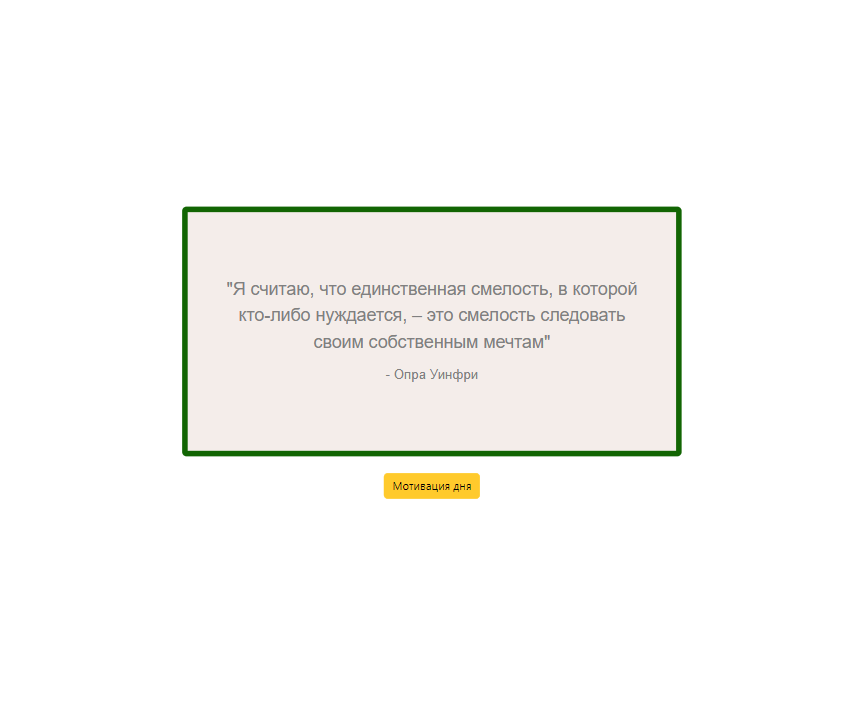 "Я считаю, что единственная смелость, в которой
кто-либо нуждается, – это смелость следовать
своим собственным мечтам"
- Опра Уинфри
Мотивация дня